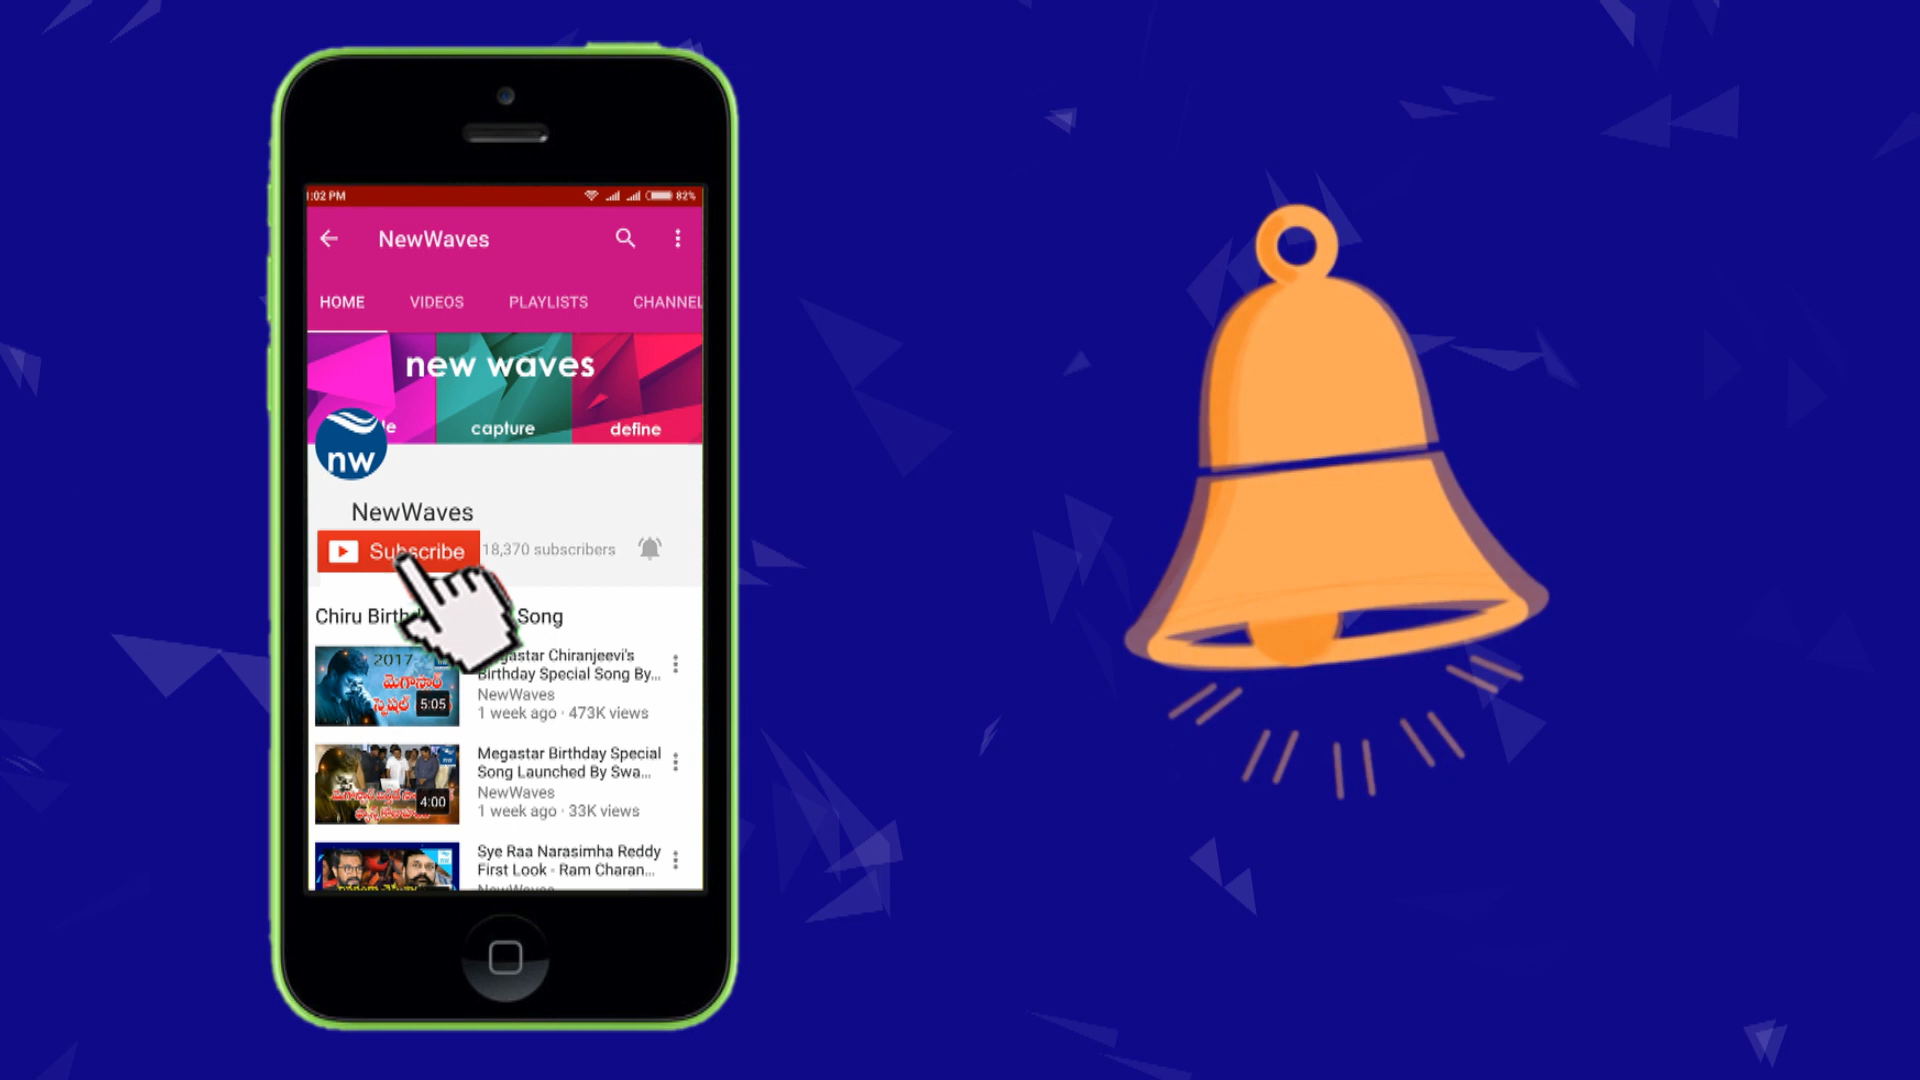 1:02 PM
82%
NewWaves
HOME VIDEOS PLAYLISTS CHANNEL
new waves
capture
define
nw
NewWaves
Subscribe
18,370 subscribers
Chiru Song
2017
మెగాస్టార్
స్పెషల్
5:05
Chiranjeevi's
Birthday Special Song By...
NewWaves
1 week ago · 473K views
4:00
Megastar Birthday Special
Song Launched By Swa...
NewWaves
1 week ago · 33K views
Sye Raa Narasimha Reddy
First Look - Ram Charan...
NewWaves